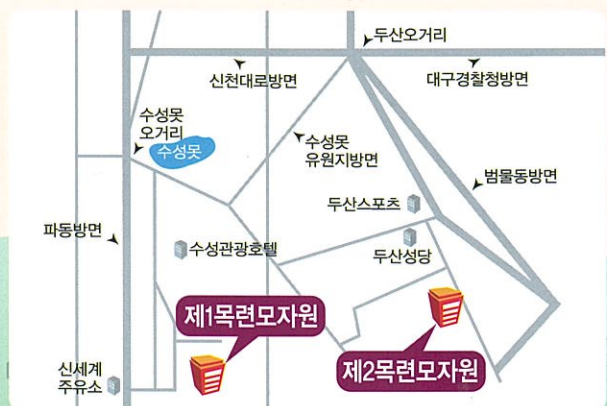 두산오거리
신천대로방면
대구경찰청방면
수성못
오거리
수성못
수성못
유원지방면
범물동방면
두산스포츠
파동방면
수성관광호텔
두산성당
제1목련모자원
제2목련모자원
신세계
주유소